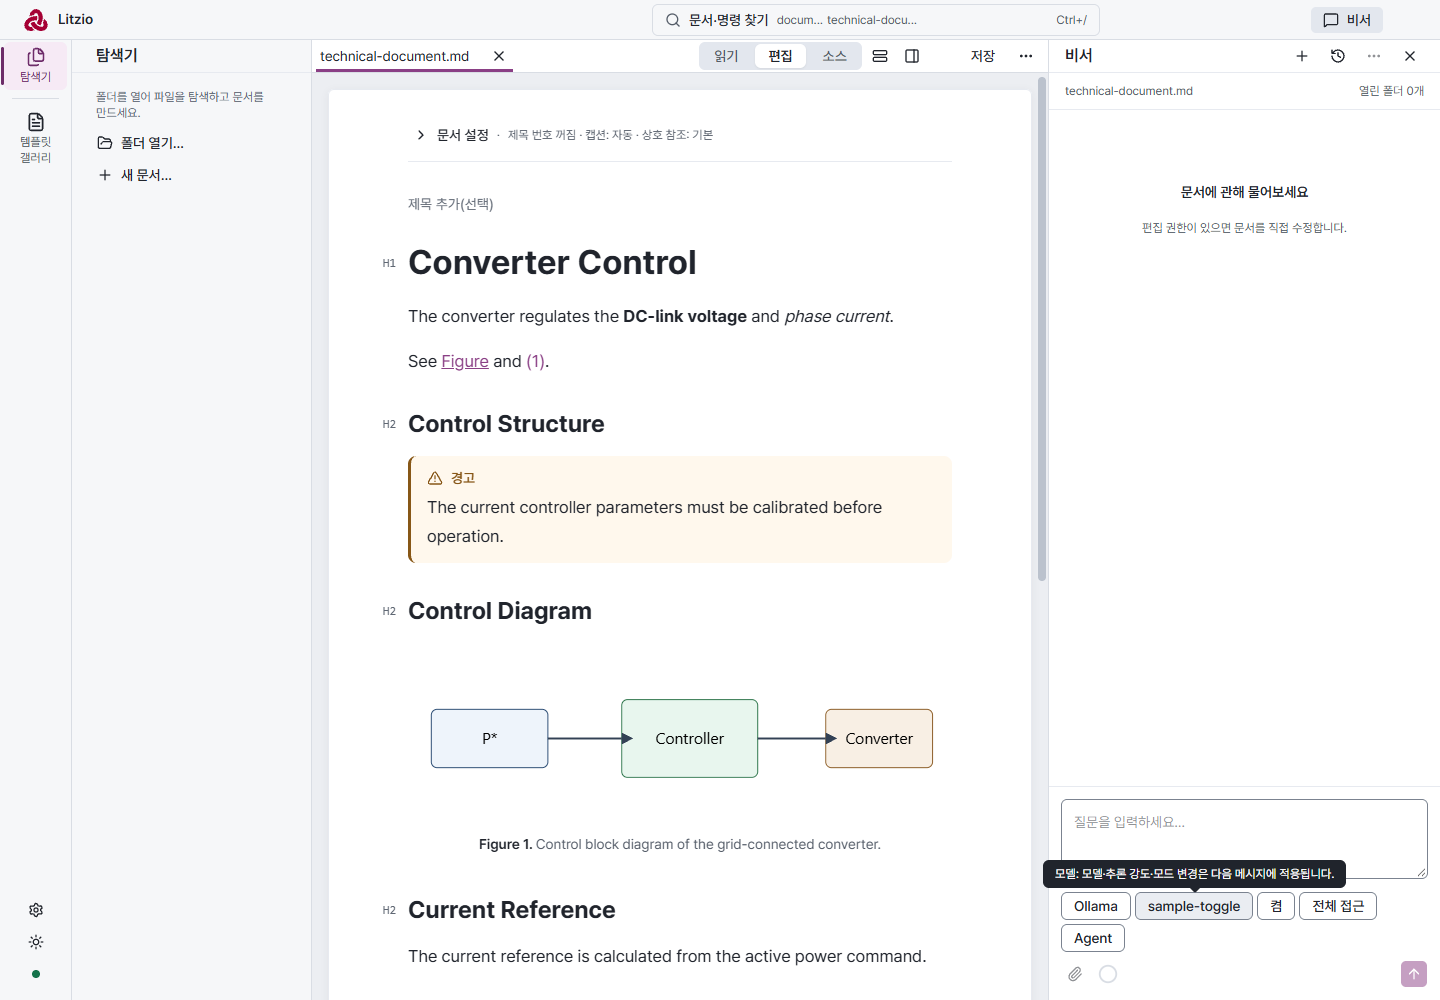 Litzio
문서·명령 찾기 docum... technical-docu... Ctrl+/
비서
탐색기
템플릿
갤러리
탐색기
폴더를 열어 파일을 탐색하고 문서를
만드세요.
폴더 열기...
새 문서...
technical-document.md
읽기 편집 소스
저장
문서 설정 · 제목 번호 꺼짐 · 캡션: 자동 · 상호 참조: 기본
제목 추가(선택)
H1 Converter Control
The converter regulates the DC-link voltage and phase current.
See Figure and (1).
H2 Control Structure
경고
The current controller parameters must be calibrated before
operation.
H2 Control Diagram
P* Controller Converter
Figure 1. Control block diagram of the grid-connected converter.
H2 Current Reference
The current reference is calculated from the active power command.
비서
technical-document.md 열린 폴더 0개
문서에 관해 물어보세요
편집 권한이 있으면 문서를 직접 수정합니다.
질문을 입력하세요...
모델: 모델·추론 강도·모드 변경은 다음 메시지에 적용됩니다.
Ollama sample-toggle 켬 전체 접근
Agent